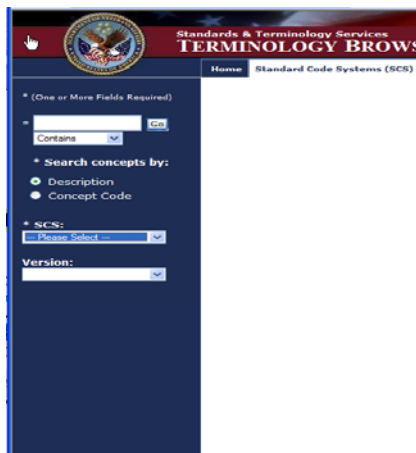 Standards & Terminology Services
TERMINOLOGY BROWS
Home Standard Code Systems (SCS)
* (One or More Fields Required)
* Go
Contains
* Search concepts by:
Description
Concept Code
* SCS:
-- Please Select --
Version: